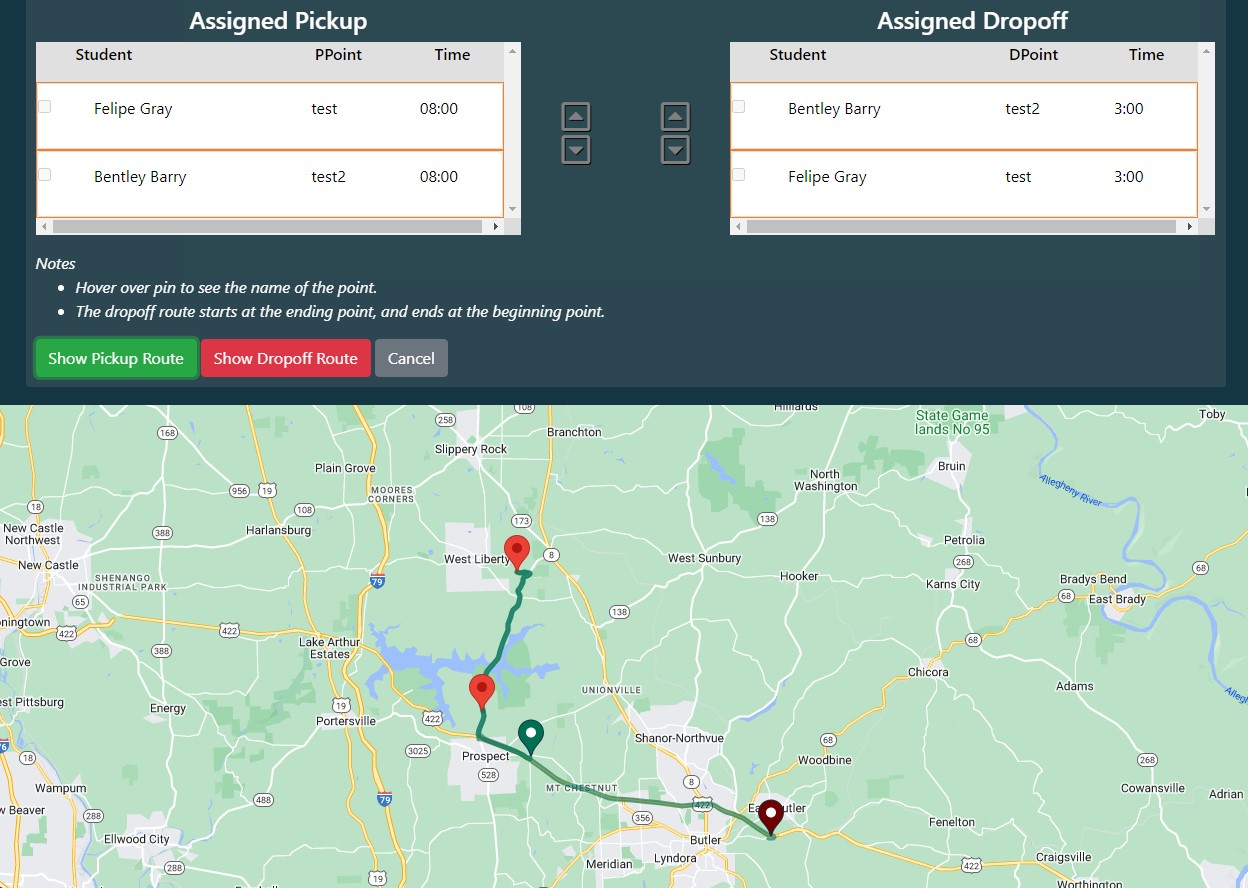 Assigned Pickup
Assigned Dropoff
Student PPoint Time
Felipe Gray test 08:00
Bentley Barry test2 08:00
Student DPoint Time
Bentley Barry test2 3:00
Felipe Gray test 3:00
Notes
Hover over pin to see the name of the point.
The dropoff route starts at the ending point, and ends at the beginning point.
Show Pickup Route Show Dropoff Route Cancel
108
Hilliards
State Game
lands No 95
Toby
258
Branchton
168
Slippery Rock
Plain Grove
Bruin
North
Washington
956
19
MOORES
CORNERS
Allegheny River
18
108
173
138
New Castle
Northwest
388
Harlansburg
Petrolia
West Liberty
8
West Sunbury
268
New Castle
68
SHENANGO
INDUSTRIAL PARK
79
Hooker
Karns City
Bradys Bend
65
68
East Brady
138
422
422
68
388
Lake Arthur
Estates
Grove
Chicora
UNIONVILLE
Adams
st Pittsburg
Energy
19
Portersville
422
Shanor-Northvue
68
3025
Prospect
Woodbine
268
18
528
8
Wampum
MT CHESTNUT
Cowansville
488
79
422
Adrian
w Beaver
288
356
Fenelton
Ellwood City
Butler
Lyndora
Meridian
Craigsville
288
422
19
Worthington